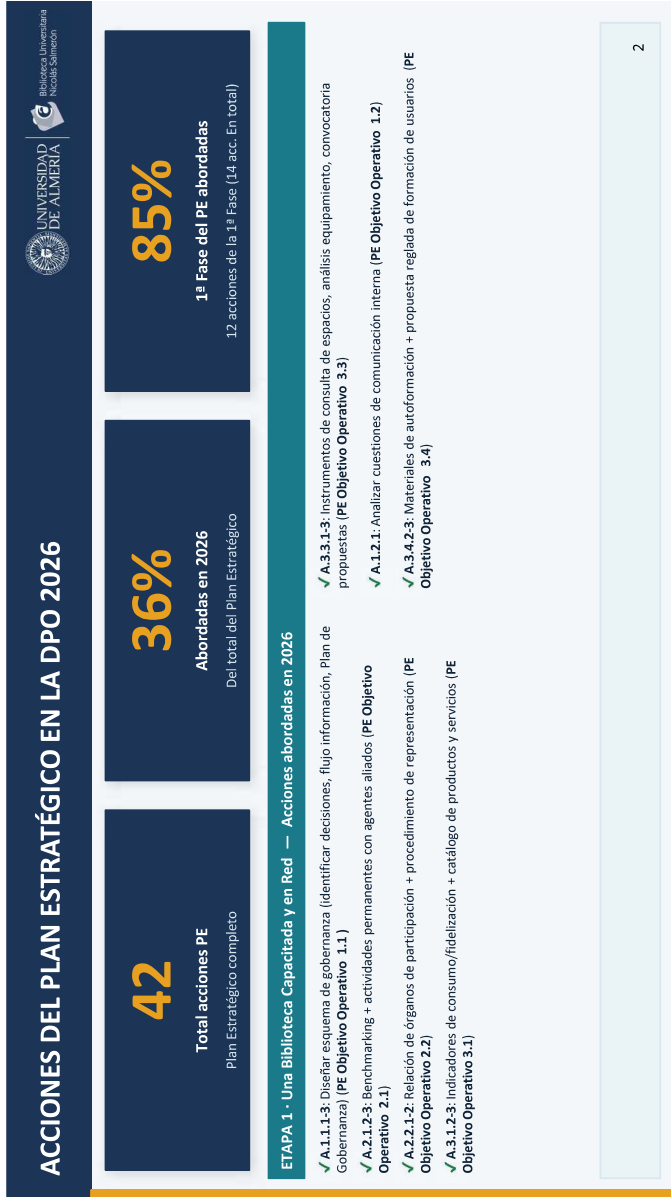 ACCIONES DEL PLAN ESTRATÉGICO EN LA DPO 2026
UNIVERSIDAD
DE ALMERÍA
Biblioteca Universitaria
Nicolás Salmerón
42
Total acciones PE
Plan Estratégico completo
36%
Abordadas en 2026
Del total del Plan Estratégico
85%
1ª Fase del PE abordadas
12 acciones de la 1ª Fase (14 acc. En total)
ETAPA 1 · Una Biblioteca Capacitada y en Red — Acciones abordadas en 2026
✓ A.1.1.1-3: Diseñar esquema de gobernanza (identificar decisiones, flujo información, Plan de
Gobernanza) (PE Objetivo Operativo 1.1 )
✓ A.2.1.2-3: Benchmarking + actividades permanentes con agentes aliados (PE Objetivo
Operativo 2.1)
✓ A.2.2.1-2: Relación de órganos de participación + procedimiento de representación (PE
Objetivo Operativo 2.2)
✓ A.3.1.2-3: Indicadores de consumo/fidelización + catálogo de productos y servicios (PE
Objetivo Operativo 3.1)
✓ A.3.3.1-3: Instrumentos de consulta de espacios, análisis equipamiento, convocatoria
propuestas (PE Objetivo Operativo 3.3)
✓ A.1.2.1: Analizar cuestiones de comunicación interna (PE Objetivo Operativo 1.2)
✓ A.3.4.2-3: Materiales de autoformación + propuesta reglada de formación de usuarios (PE
Objetivo Operativo 3.4)
2